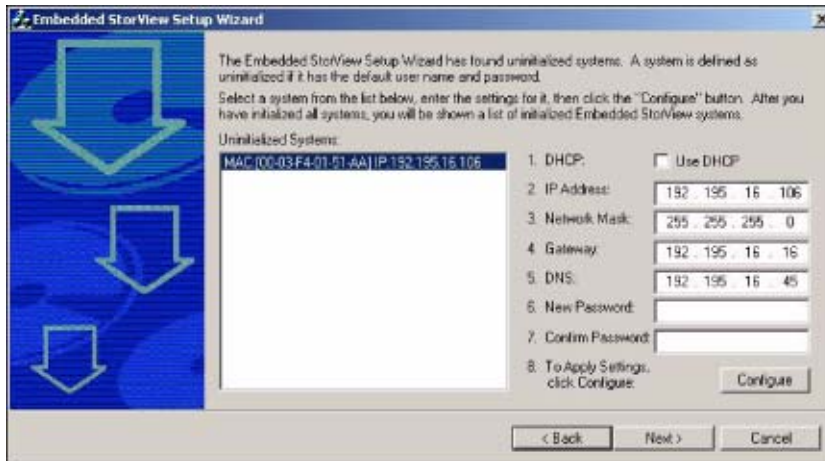 Embedded StorView Setup Wizard
The Embedded StorView Setup Wizard has found uninitialized systems. A system is defined as
uninitialized if it has the default user name and password.
Select a system from the list below, enter the settings for it, then click the "Configure" button. After you
have initialized all systems, you will be shown a list of initialized Embedded StorView systems.
Uninitialized Systems:
MAC [00-03-F4-01-51-AA] IP:192.195.16.106
1. DHCP: Use DHCP
2. IP Address: 192 . 195 . 16 . 106
3. Network Mask: 255 . 255 . 255 . 0
4. Gateway: 192 . 195 . 16 . 16
5. DNS: 192 . 195 . 16 . 45
6. New Password:
7. Confirm Password:
8. To Apply Settings,
click Configure:
Configure
< Back
Next >
Cancel